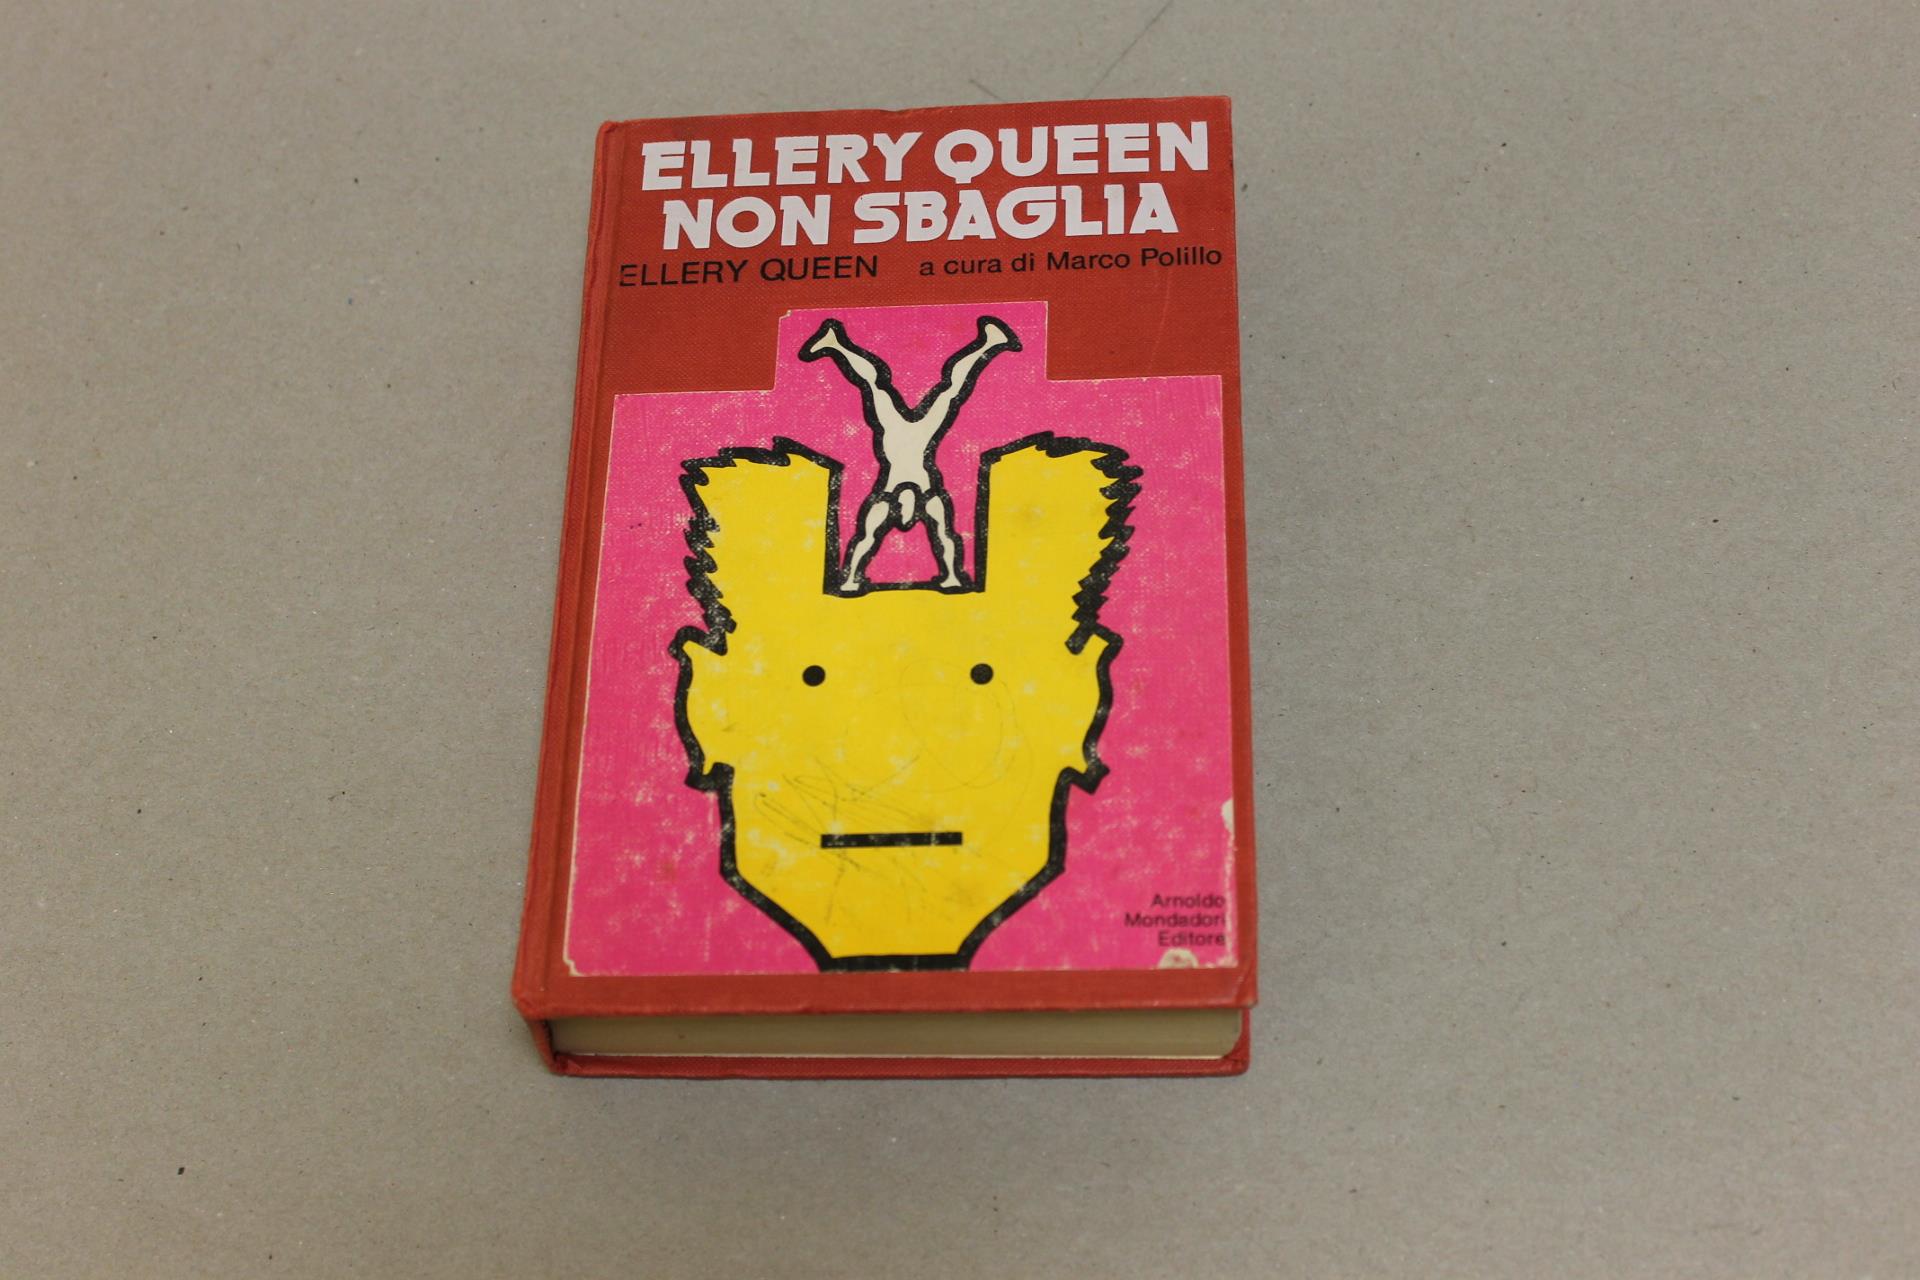 ELLERY QUEEN
NON SBAGLIA
ELLERY QUEEN a cura di Marco Polillo
Arnoldo
Mondadori
Editore